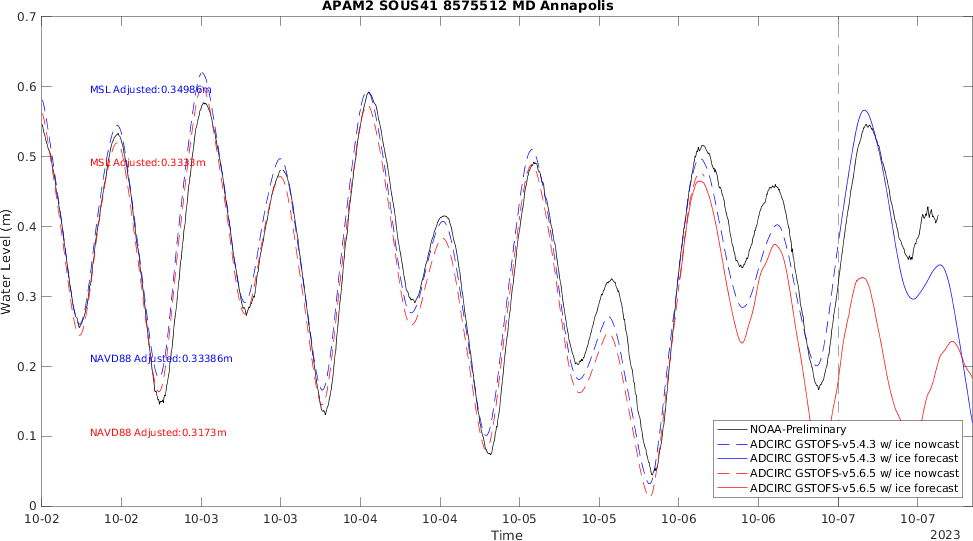 APAM2 SOUS41 8575512 MD Annapolis
0.7
0.6
0.5
0.4
0.3
0.2
0.1
0
Water Level (m)
MSL Adjusted:0.34986m
MSL Adjusted:0.3333m
NAVD88 Adjusted:0.33386m
NAVD88 Adjusted:0.3173m
NOAA-Preliminary
ADCIRC GSTOFS-v5.4.3 w/ ice nowcast
ADCIRC GSTOFS-v5.4.3 w/ ice forecast
ADCIRC GSTOFS-v5.6.5 w/ ice nowcast
ADCIRC GSTOFS-v5.6.5 w/ ice forecast
10-02 10-02 10-03 10-03 10-04 10-04 10-05 10-05 10-06 10-06 10-07 10-07
Time
2023